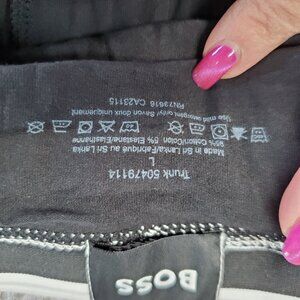 BOSS
L
Trunk 50479114
Made in Sri Lanka/Fabriqué au Sri Lanka
95% Cotton/Coton 5% Elastane/Élasthanne
Use mild detergent only/ Savon doux uniquement
RN73616 CA23115